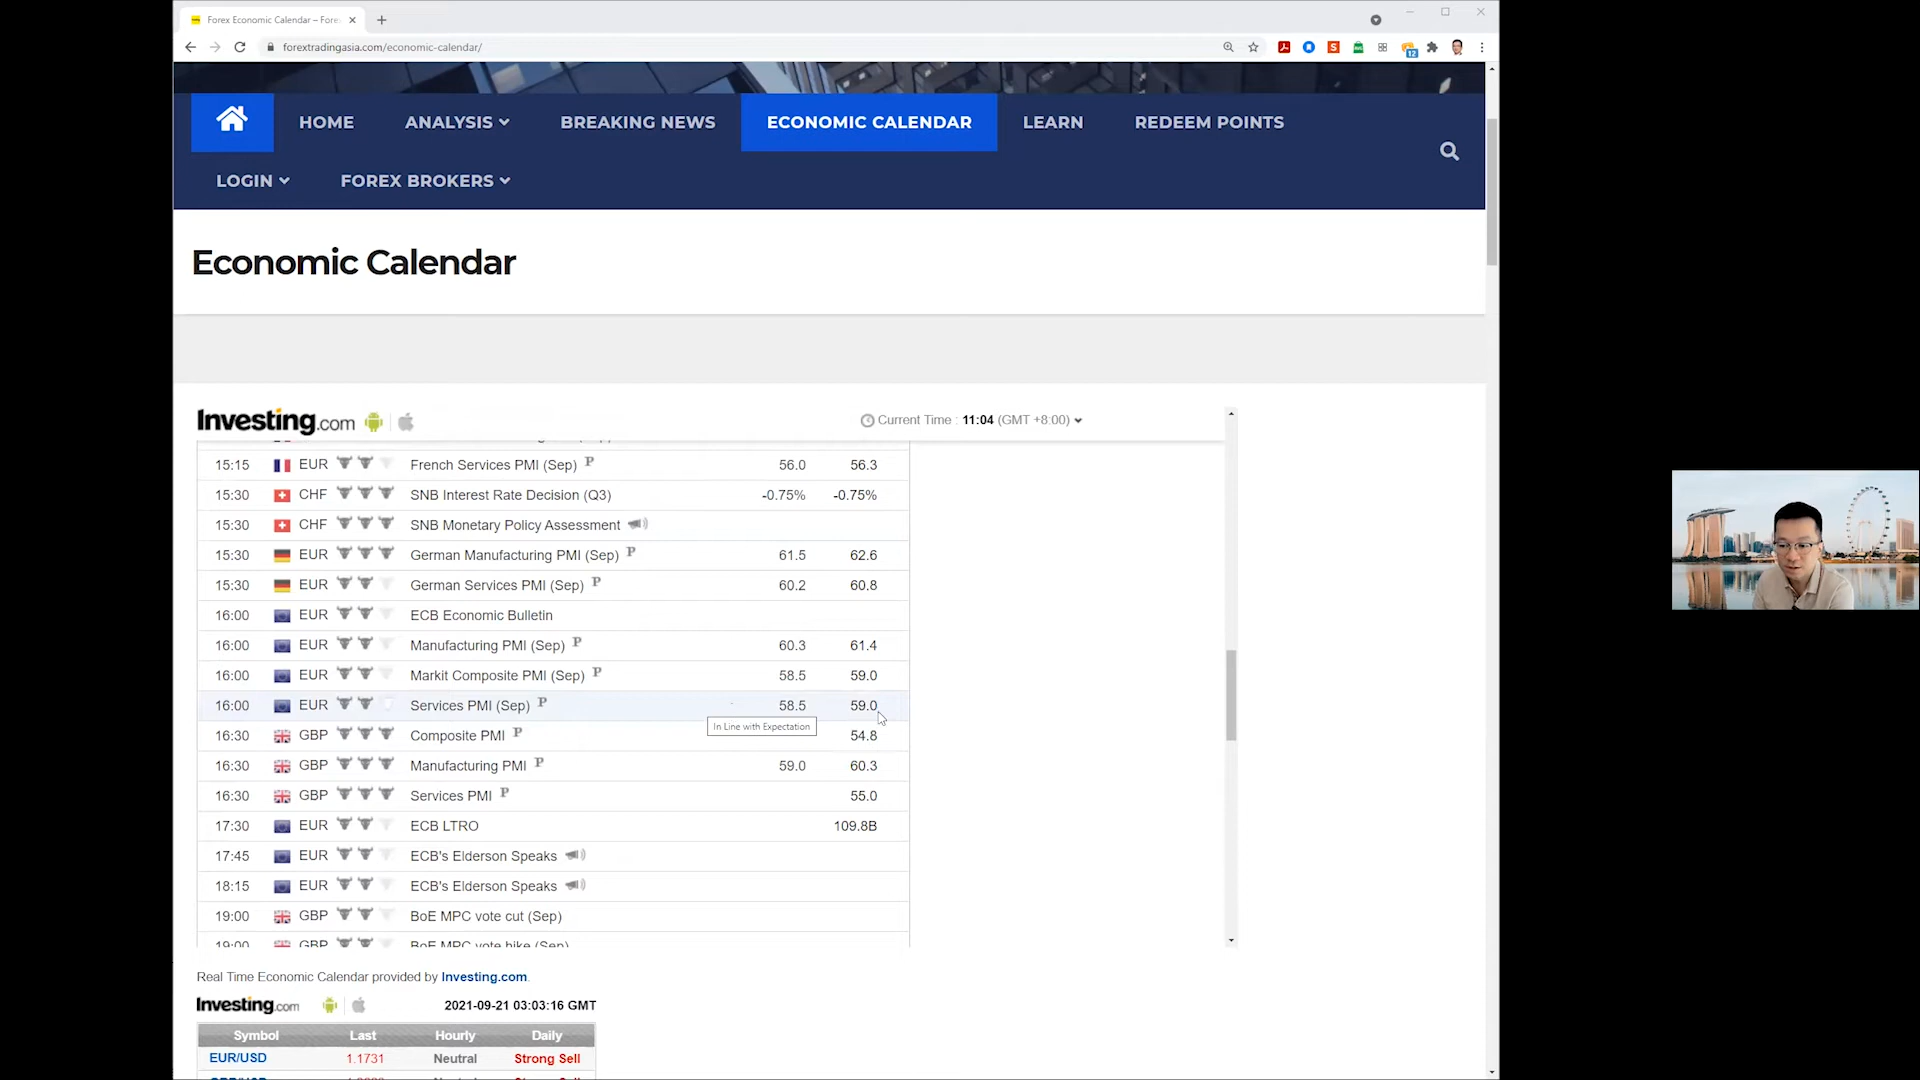 Forex Economic Calendar – Fore
forextradingasia.com/economic-calendar/
12
HOME ANALYSIS BREAKING NEWS ECONOMIC CALENDAR LEARN REDEEM POINTS
LOGIN FOREX BROKERS
Economic Calendar
Investing.com Current Time : 11:04 (GMT +8:00)
15:15 EUR French Services PMI (Sep) P 56.0 56.3
15:30 CHF SNB Interest Rate Decision (Q3) -0.75% -0.75%
15:30 CHF SNB Monetary Policy Assessment
15:30 EUR German Manufacturing PMI (Sep) P 61.5 62.6
15:30 EUR German Services PMI (Sep) P 60.2 60.8
16:00 EUR ECB Economic Bulletin
16:00 EUR Manufacturing PMI (Sep) P 60.3 61.4
16:00 EUR Markit Composite PMI (Sep) P 58.5 59.0
16:00 EUR Services PMI (Sep) P 58.5 59.0
In Line with Expectation
16:30 GBP Composite PMI P 54.8
16:30 GBP Manufacturing PMI P 59.0 60.3
16:30 GBP Services PMI P 55.0
17:30 EUR ECB LTRO 109.8B
17:45 EUR ECB's Elderson Speaks
18:15 EUR ECB's Elderson Speaks
19:00 GBP BoE MPC vote cut (Sep)
19:00 GBP BoE MPC vote hike (Sep)
Real Time Economic Calendar provided by Investing.com.
Investing.com 2021-09-21 03:03:16 GMT
Symbol Last Hourly Daily
EUR/USD 1.1731 Neutral Strong Sell